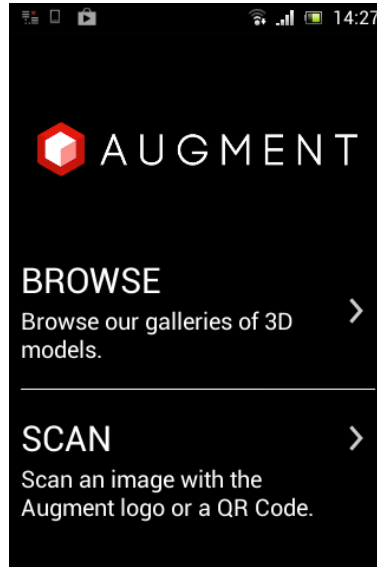 14:27
AUGMENT
BROWSE
Browse our galleries of 3D
models.
SCAN
Scan an image with the
Augment logo or a QR Code.